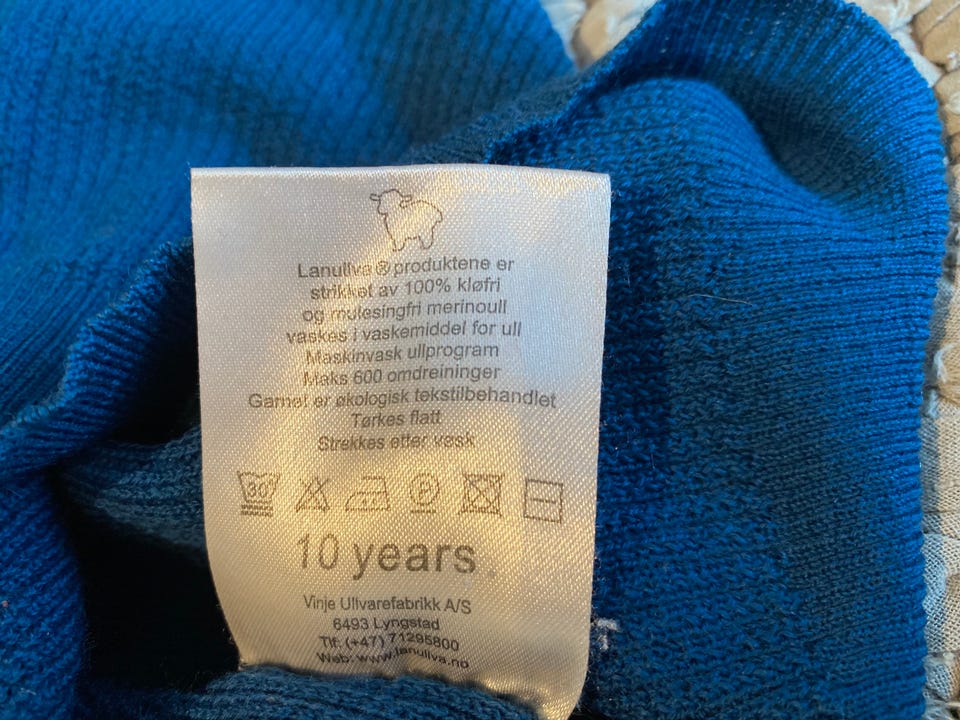 Lanullva® produktene er
strikket av 100% kløfri
og mulesingfri merinoull
vaskes i vaskemiddel for ull
Maskinvask ullprogram
Maks 600 omdreininger
Garnet er økologisk tekstilbehandlet
Tørkes flatt
Strekkes etter vask
30 P
10 years
Vinje Ullvarefabrikk A/S
6493 Lyngstad
Tlf: (+47) 71295800
Web: www.lanullva.no